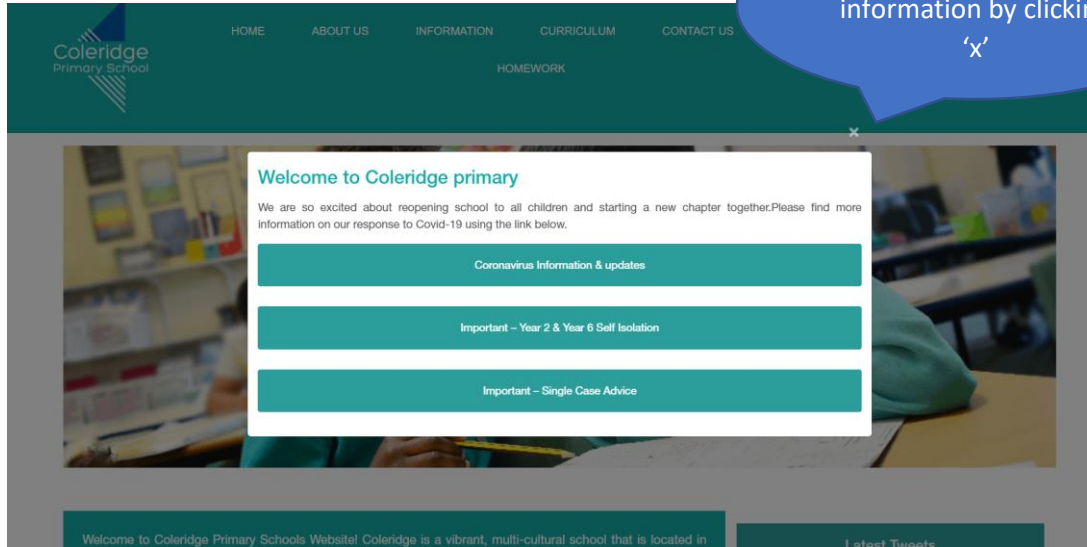 information by clickin
'x'
Coleridge
Primary School
HOME ABOUT US INFORMATION CURRICULUM CONTACT US
HOMEWORK
×
Welcome to Coleridge primary
We are so excited about reopening school to all children and starting a new chapter together.Please find more
information on our response to Covid-19 using the link below.
Coronavirus Information & updates
Important – Year 2 & Year 6 Self Isolation
Important – Single Case Advice
Welcome to Coleridge Primary Schools Website! Coleridge is a vibrant, multi-cultural school that is located in
Latest Tweets